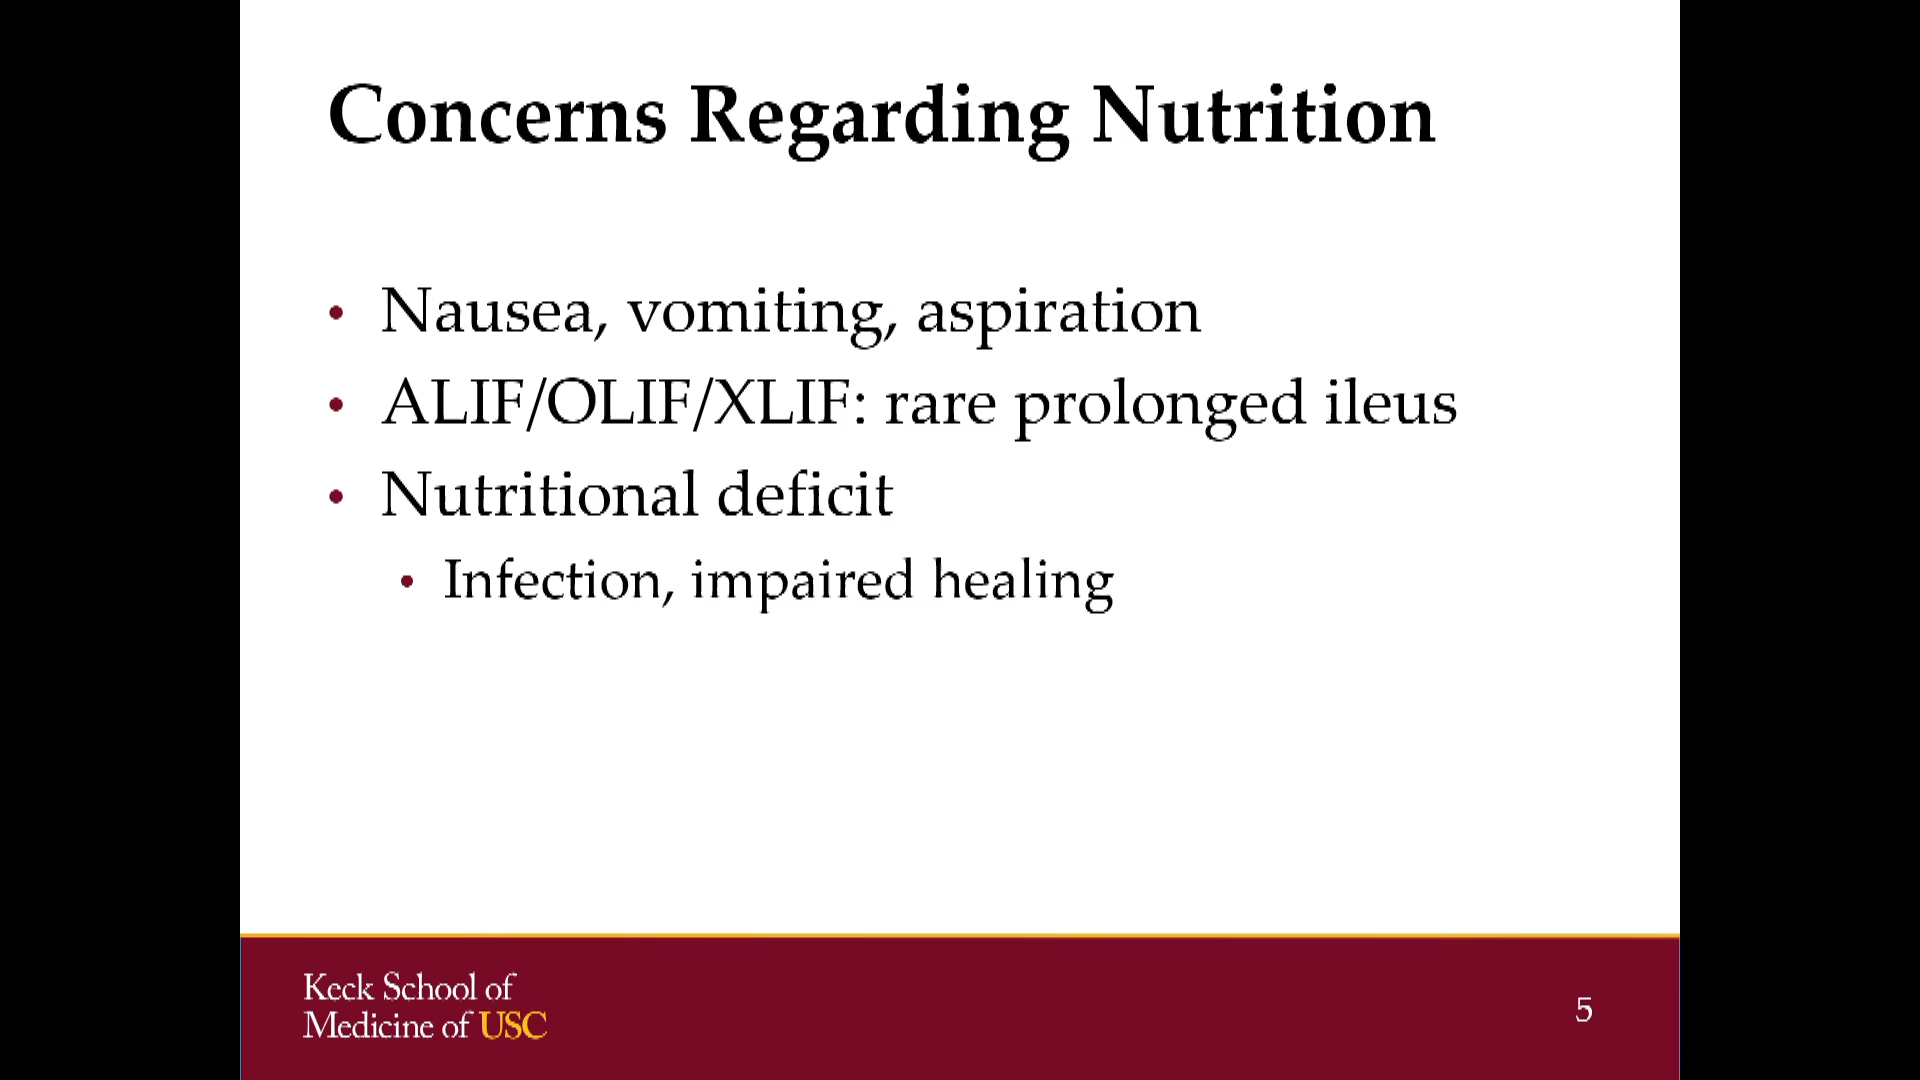 Concerns Regarding Nutrition
• Nausea, vomiting, aspiration
• ALIF/OLIF/XLIF: rare prolonged ileus
• Nutritional deficit
• Infection, impaired healing
Keck School of
Medicine of USC
5